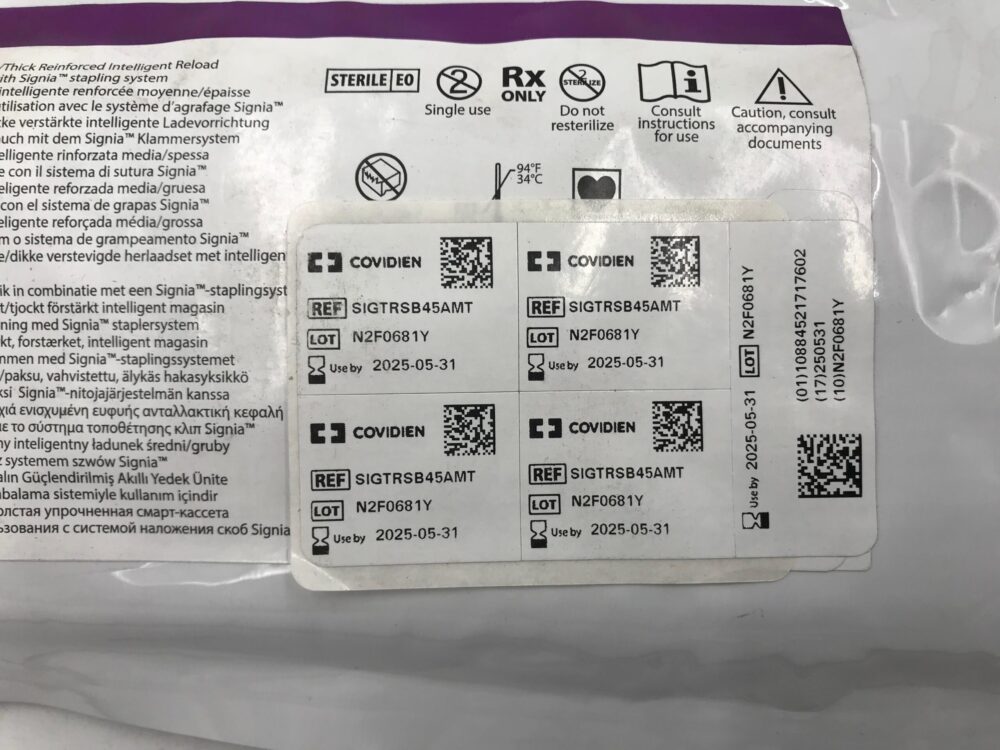 /Thick Reinforced Intelligent Reload
ith Signia™ stapling system
intelligente renforcée moyenne/épaisse
utilisation avec le système d'agrafage Signia™
ke verstärkte intelligente Ladevorrichtung
uch mit dem Signia™ Klammersystem
elligente rinforzata media/spessa
e con il sistema di sutura Signia™
eligente reforzada media/gruesa
con el sistema de grapas Signia™
eligente reforçada média/grossa
m o sistema de grampeamento Signia™
e/dikke verstevigde herlaadset met intelligen
ik in combinatie met een Signia™-staplingsyst
t/tjockt förstärkt intelligent magasin
ning med Signia™ staplersystem
kt, forstærket, intelligent magasin
mmen med Signia™-staplingssystemet
/paksu, vahvistettu, älykäs hakasyksikkö
ksi Signia™-nitojajärjestelmän kanssa
χιά ενισχυμένη ευφυής ανταλλακτική κεφαλή
με το σύστημα τοποθέτησης κλιπ Signia™
ny inteligentny ładunek średni/gruby
z systemem szwów Signia™
alın Güçlendirilmiş Akıllı Yedek Ünite
mbalama sistemiyle kullanım içindir
олстая упрочненная смарт-кассета
ьзования с системой наложения скоб Signia
STERILE EO
2
Single use
Rx
ONLY
2
STERILIZE
Do not
resterilize
i
Consult
instructions
for use
Caution, consult
accompanying
documents
94°F
34°C
COVIDIEN
REF SIGTRSB45AMT
LOT N2F0681Y
Use by 2025-05-31
COVIDIEN
REF SIGTRSB45AMT
LOT N2F0681Y
Use by 2025-05-31
COVIDIEN
REF SIGTRSB45AMT
LOT N2F0681Y
Use by 2025-05-31
COVIDIEN
REF SIGTRSB45AMT
LOT N2F0681Y
Use by 2025-05-31
Use by 2025-05-31 LOT N2F0681Y
(01)10884521717602
(17)250531
(10)N2F0681Y